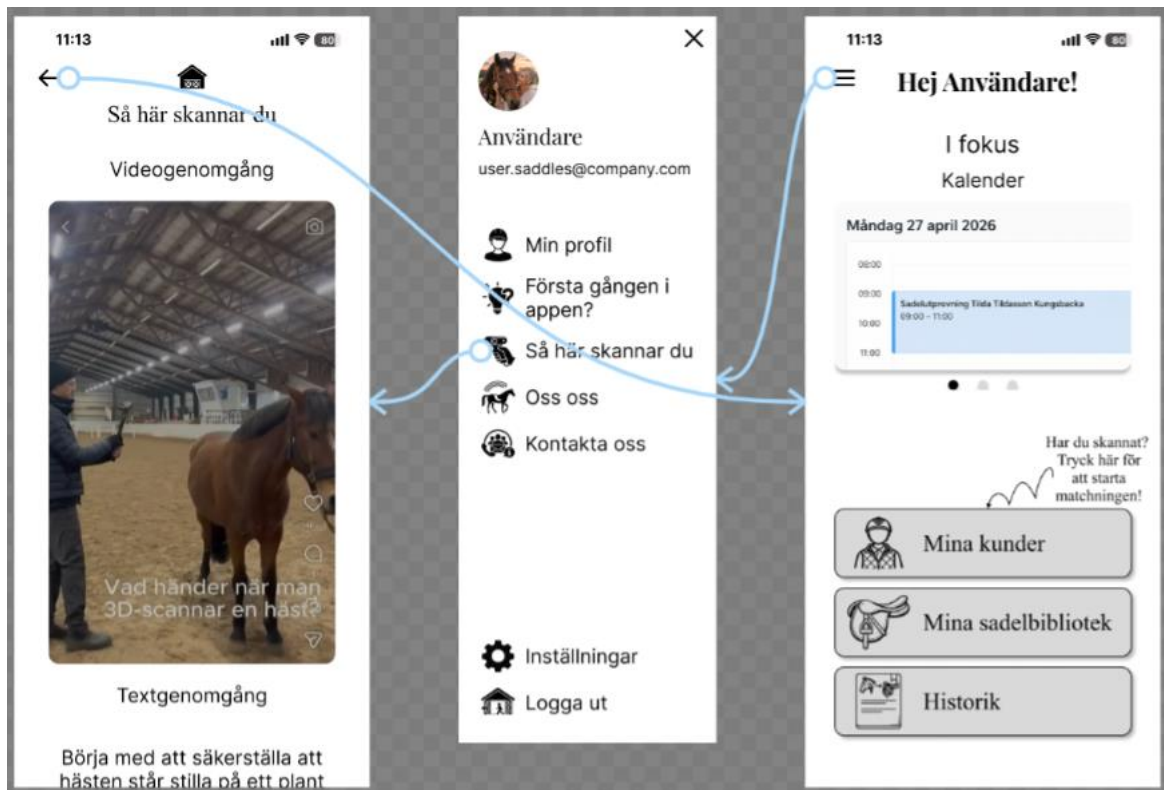 11:13
80
Så här skannar du
Videogenomgång
Vad händer när man
3D-scannar en häst?
Textgenomgång
Börja med att säkerställa att
hästen står stilla på ett plant
Användare
user.saddles@company.com
Min profil
Första gången i
appen?
Så här skannar du
Oss oss
Kontakta oss
Inställningar
Logga ut
11:13
80
Hej Användare!
I fokus
Kalender
Måndag 27 april 2026
08:00
09:00
Sadelutprovning Tilda Tildasson Kungsbacka
09:00 - 11:00
10:00
11:00
Har du skannat?
Tryck här för
att starta
matchningen!
Mina kunder
Mina sadelbibliotek
Historik